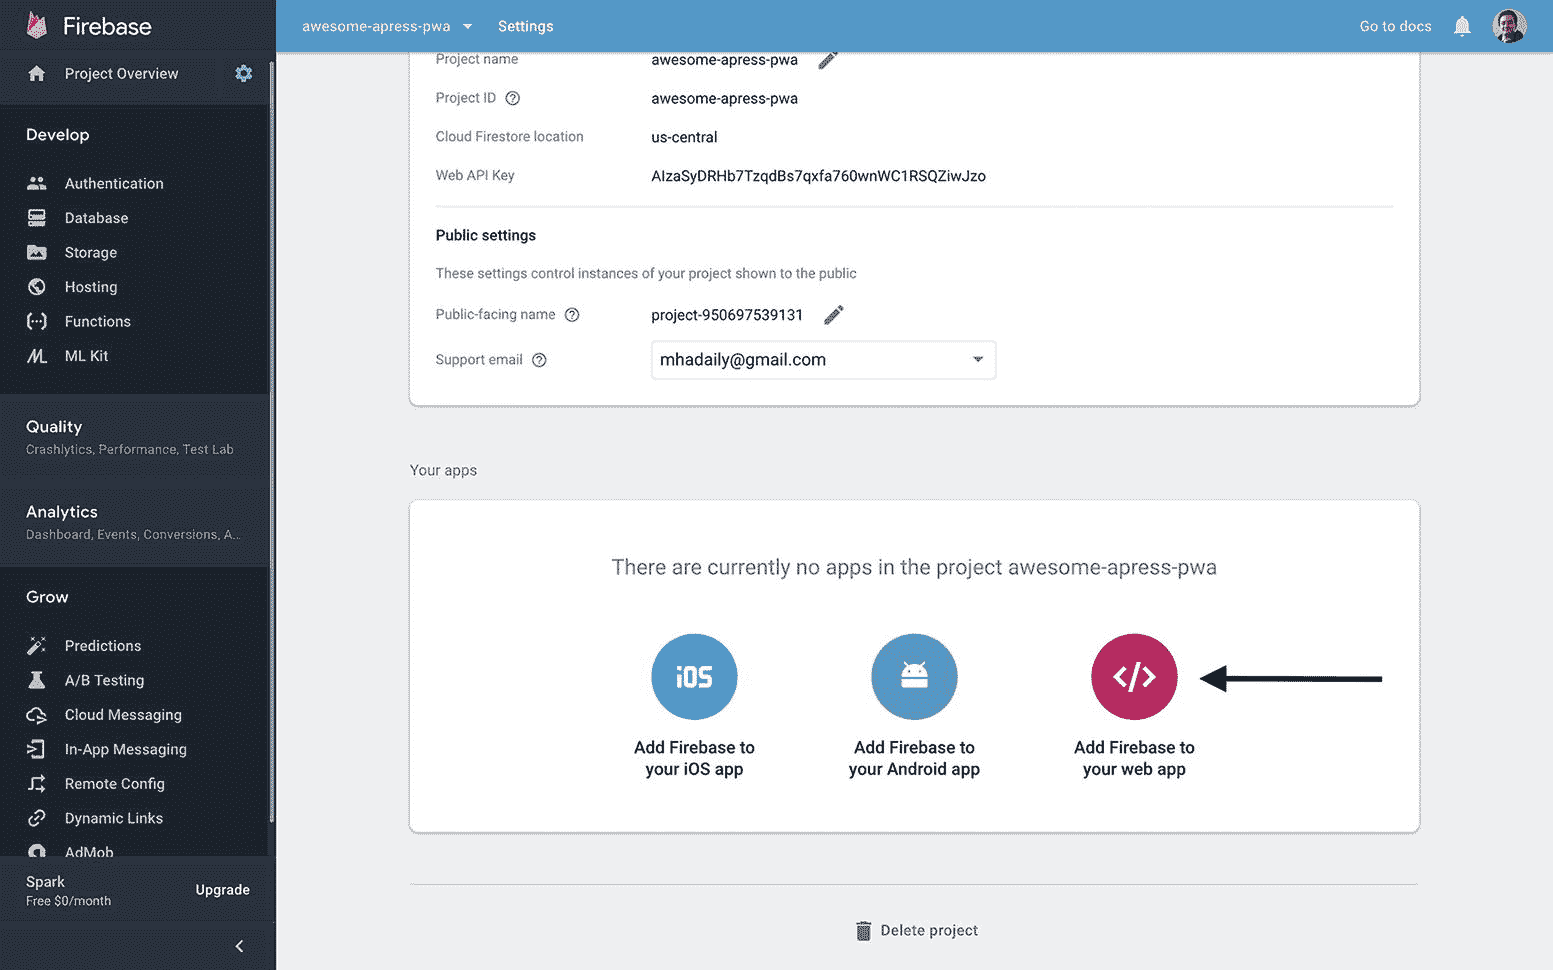 Firebase
awesome-apress-pwa
Settings
Go to docs
Project Overview
Develop
Authentication
Database
Storage
Hosting
Functions
ML Kit
Quality
Crashlytics, Performance, Test Lab
Analytics
Dashboard, Events, Conversions, A...
Grow
Predictions
A/B Testing
Cloud Messaging
In-App Messaging
Remote Config
Dynamic Links
AdMob
Spark
Free $0/month
Upgrade
Project name
awesome-apress-pwa
Project ID
awesome-apress-pwa
Cloud Firestore location
us-central
Web API Key
AIzaSyDRHb7TzqdBs7qxfa760wnWC1RSQZiwJzo
Public settings
These settings control instances of your project shown to the public
Public-facing name
project-950697539131
Support email
mhadaily@gmail.com
Your apps
There are currently no apps in the project awesome-apress-pwa
iOS
Add Firebase to
your iOS app
Add Firebase to
your Android app
</>
Add Firebase to
your web app
Delete project